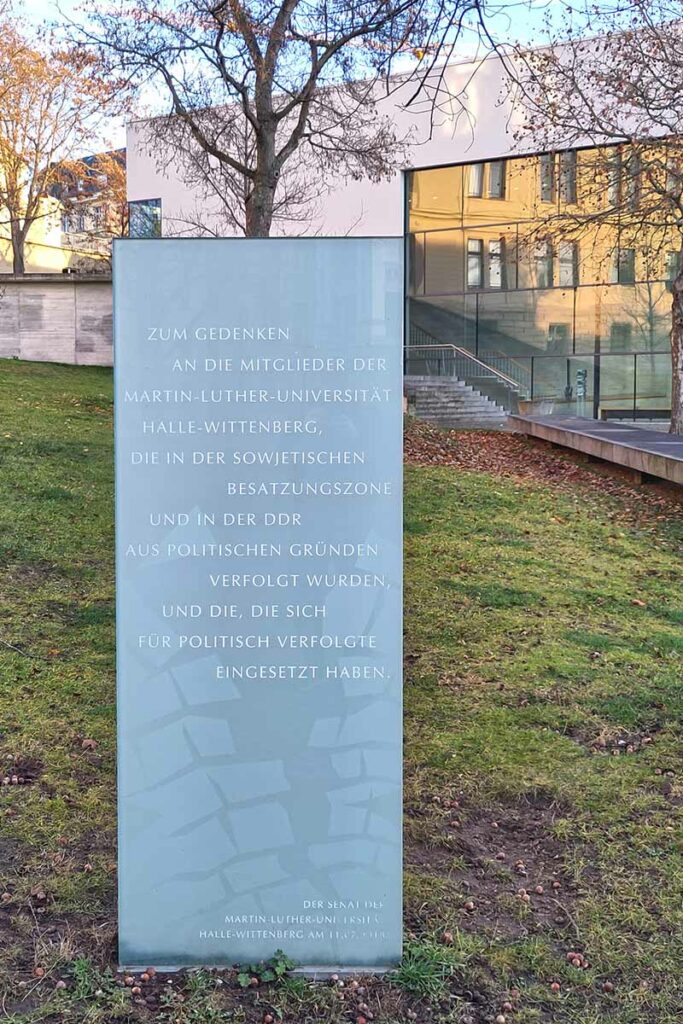 ZUM GEDENKEN
AN DIE MITGLIEDER DER
MARTIN-LUTHER-UNIVERSITÄT
HALLE-WITTENBERG,
DIE IN DER SOWJETISCHEN
BESATZUNGSZONE
UND IN DER DDR
AUS POLITISCHEN GRÜNDEN
VERFOLGT WURDEN,
UND DIE, DIE SICH
FÜR POLITISCH VERFOLGTE
EINGESETZT HABEN.
DER SENAT DER
MARTIN-LUTHER-UNIVERSITÄT
HALLE-WITTENBERG AM